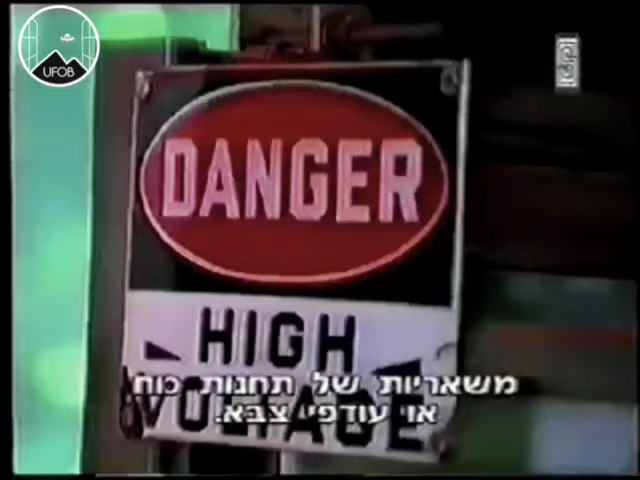 UFOB
DANGER
HIGH
VOLTAGE
משאריות של תחנות כוח
או עודפי צבא.